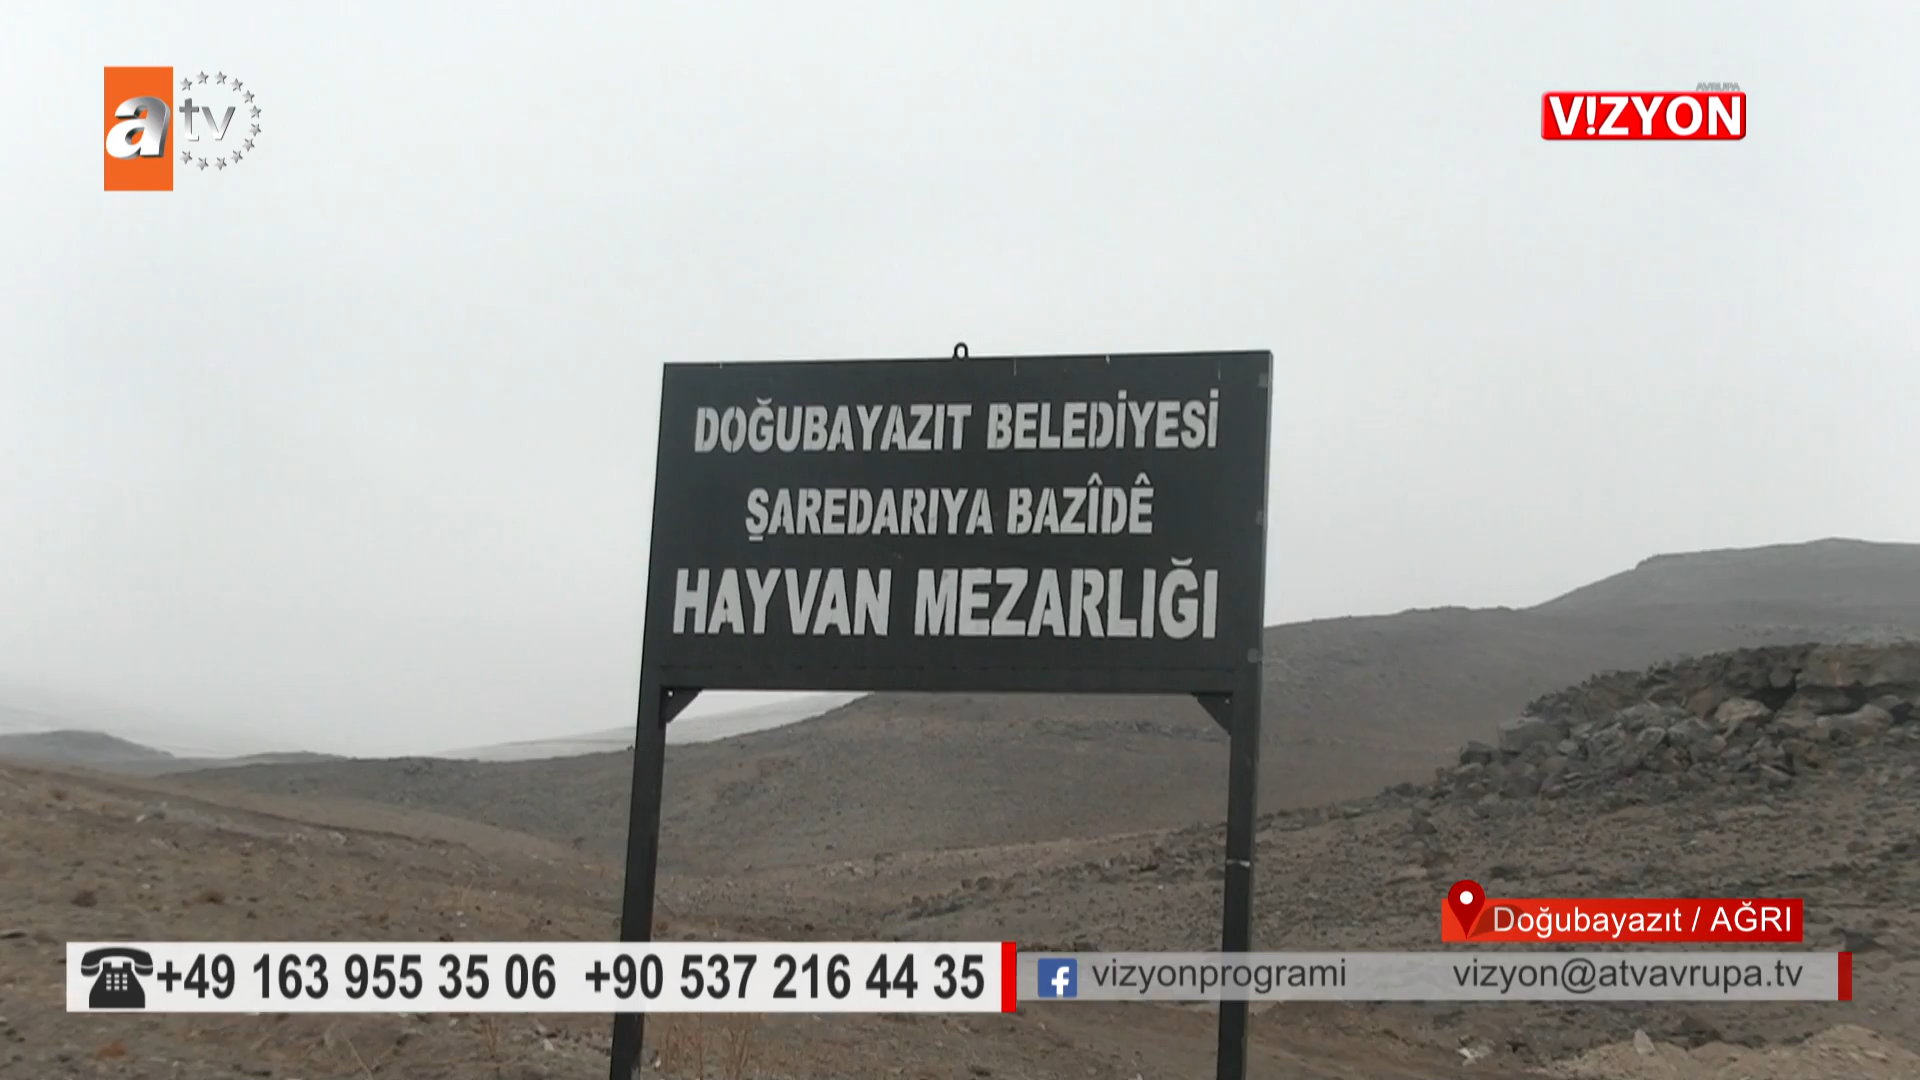 atv
AVRUPA
V!ZYON
DOĞUBAYAZIT BELEDİYESİ
ŞAREDARIYA BAZÎDÊ
HAYVAN MEZARLIĞI
Doğubayazıt / AĞRI
+49 163 955 35 06 +90 537 216 44 35
vizyonprogrami
vizyon@atvavrupa.tv